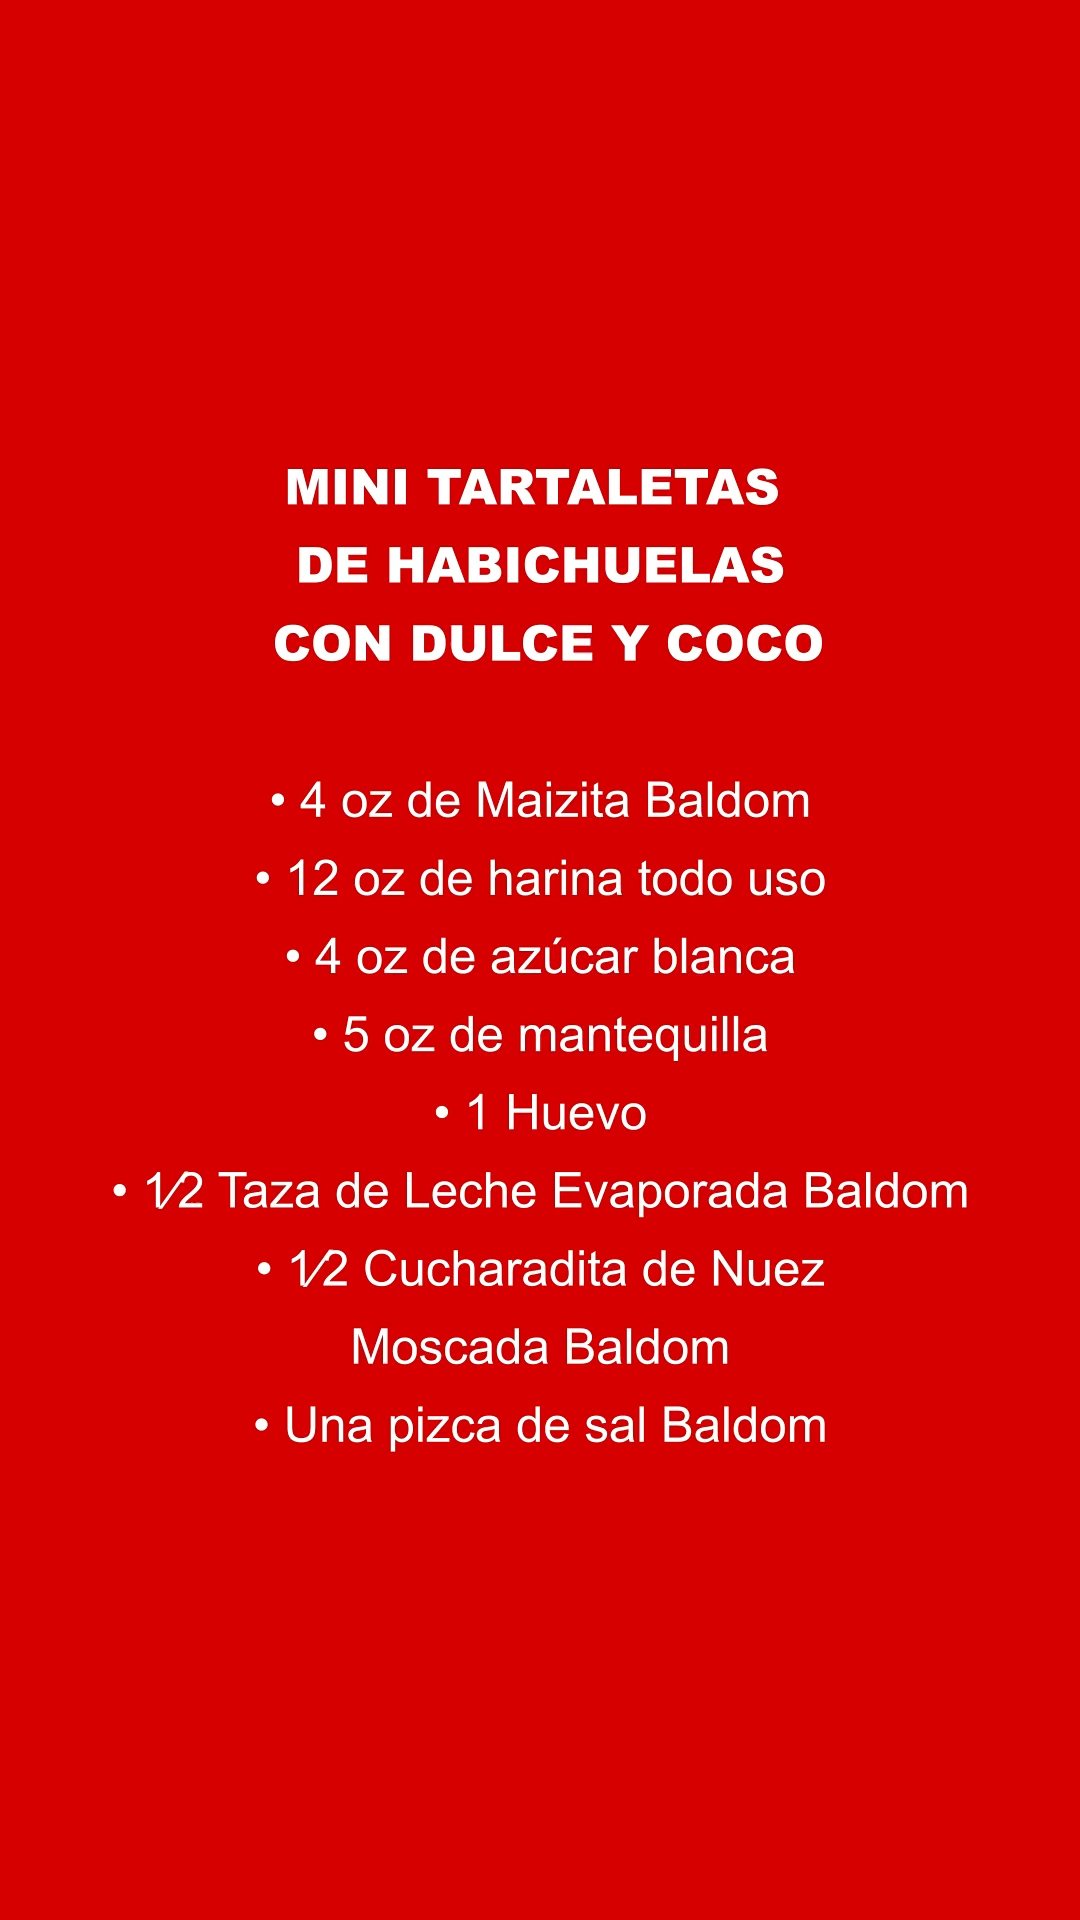 MINI TARTALETAS
DE HABICHUELAS
CON DULCE Y COCO
• 4 oz de Maizita Baldom
• 12 oz de harina todo uso
• 4 oz de azúcar blanca
• 5 oz de mantequilla
• 1 Huevo
• 1⁄2 Taza de Leche Evaporada Baldom
• 1⁄2 Cucharadita de Nuez
Moscada Baldom
• Una pizca de sal Baldom